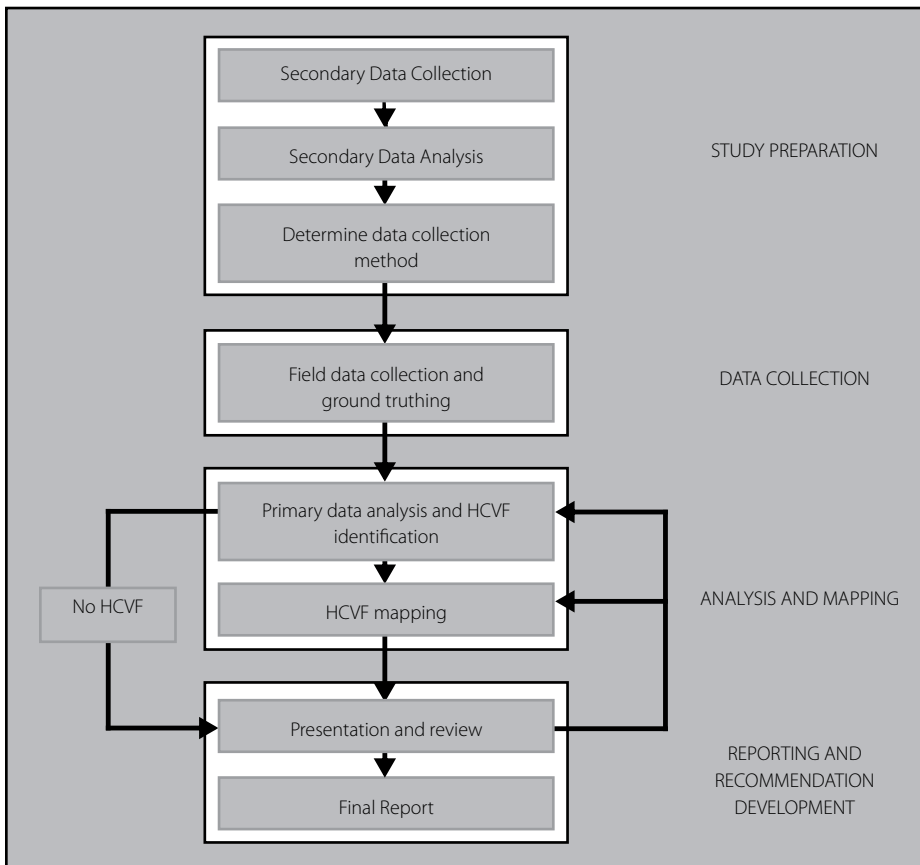 Secondary Data Collection
Secondary Data Analysis
STUDY PREPARATION
Determine data collection
method
Field data collection and
ground truthing
DATA COLLECTION
Primary data analysis and HCVF
identification
No HCVF
HCVF mapping
ANALYSIS AND MAPPING
Presentation and review
REPORTING AND
RECOMMENDATION
DEVELOPMENT
Final Report